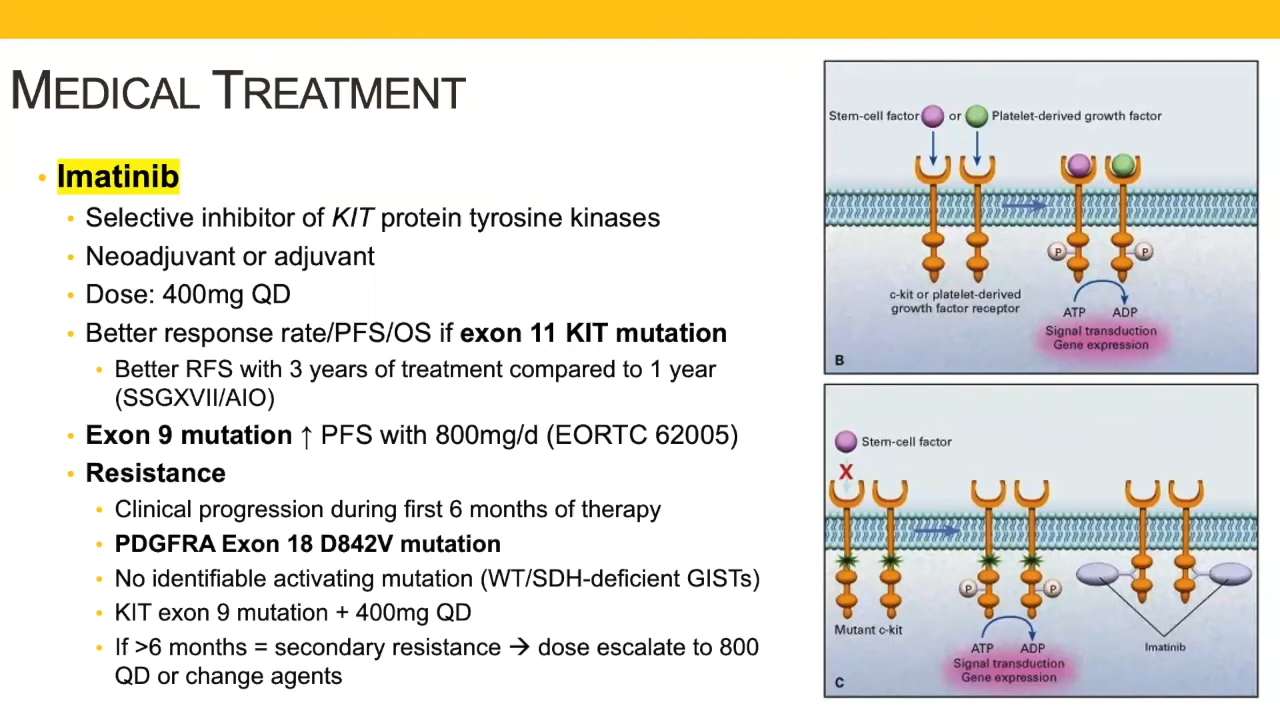 MEDICAL TREATMENT
• Imatinib
• Selective inhibitor of KIT protein tyrosine kinases
• Neoadjuvant or adjuvant
• Dose: 400mg QD
• Better response rate/PFS/OS if exon 11 KIT mutation
• Better RFS with 3 years of treatment compared to 1 year
(SSGXVII/AIO)
• Exon 9 mutation ↑ PFS with 800mg/d (EORTC 62005)
• Resistance
• Clinical progression during first 6 months of therapy
• PDGFRA Exon 18 D842V mutation
• No identifiable activating mutation (WT/SDH-deficient GISTs)
• KIT exon 9 mutation + 400mg QD
• If >6 months = secondary resistance → dose escalate to 800
QD or change agents
Stem-cell factor or Platelet-derived growth factor
P P
c-kit or platelet-derived
growth factor receptor
ATP ADP
Signal transduction
Gene expression
B
Stem-cell factor
X
P P
Mutant c-kit
ATP ADP
Signal transduction
Gene expression
Imatinib
C